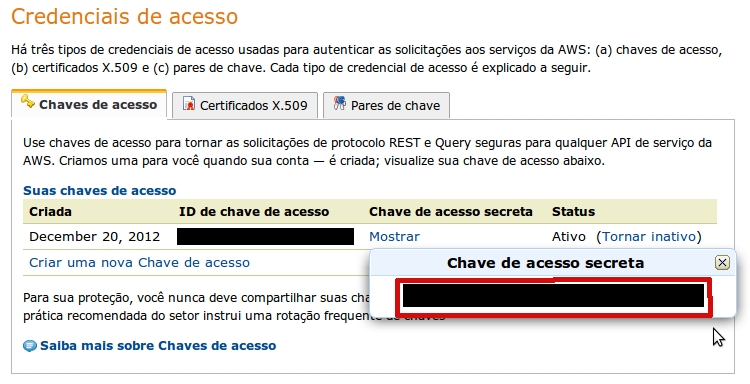 Credenciais de acesso
Há três tipos de credenciais de acesso usadas para autenticar as solicitações aos serviços da AWS: (a) chaves de acesso,
(b) certificados X.509 e (c) pares de chave. Cada tipo de credencial de acesso é explicado a seguir.
Chaves de acesso Certificados X.509 Pares de chave
Use chaves de acesso para tornar as solicitações de protocolo REST e Query seguras para qualquer API de serviço da
AWS. Criamos uma para você quando sua conta — é criada; visualize sua chave de acesso abaixo.
Suas chaves de acesso
Criada ID de chave de acesso Chave de acesso secreta Status
December 20, 2012 Mostrar Ativo (Tornar inativo)
Criar uma nova Chave de acesso
Chave de acesso secreta
Para sua proteção, você nunca deve compartilhar suas
prática recomendada do setor instrui uma rotação frequente de chaves
Saiba mais sobre Chaves de acesso